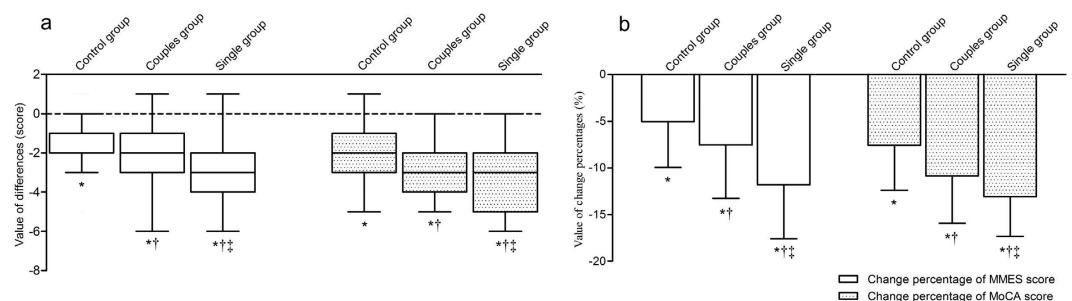 a
Control group
Couples group
Single group
Control group
Couples group
Single group
Value of differences (score)
2
0
-2
-4
-6
-8
*
*†
*†‡
*
*†
*†‡
b
Control group
Couples group
Single group
Control group
Couples group
Single group
Value of change percentages (%)
0
-5
-10
-15
-20
*
*†
*†‡
*
*†
*†‡
Change percentage of MMES score
Change percentage of MoCA score